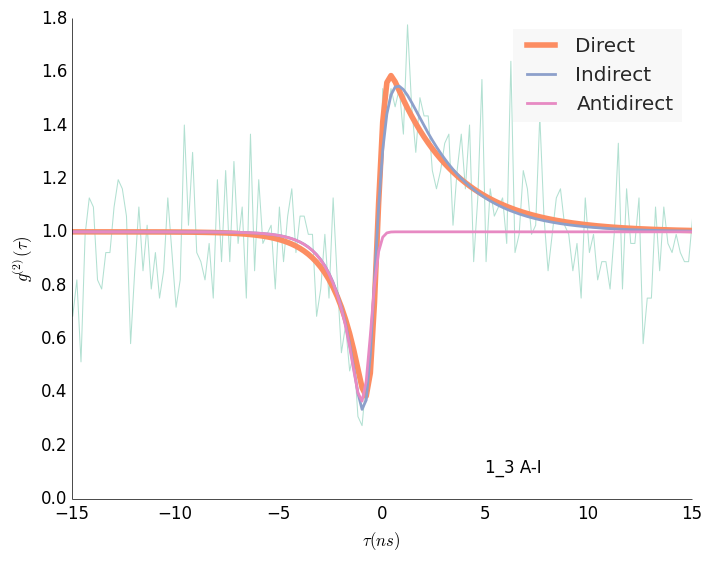 1.8
1.6
1.4
1.2
1.0
0.8
0.6
0.4
0.2
0.0
g^{(2)}(τ)
Direct
Indirect
Antidirect
1_3 A-I
−15 −10 −5 0 5 10 15
τ(ns)